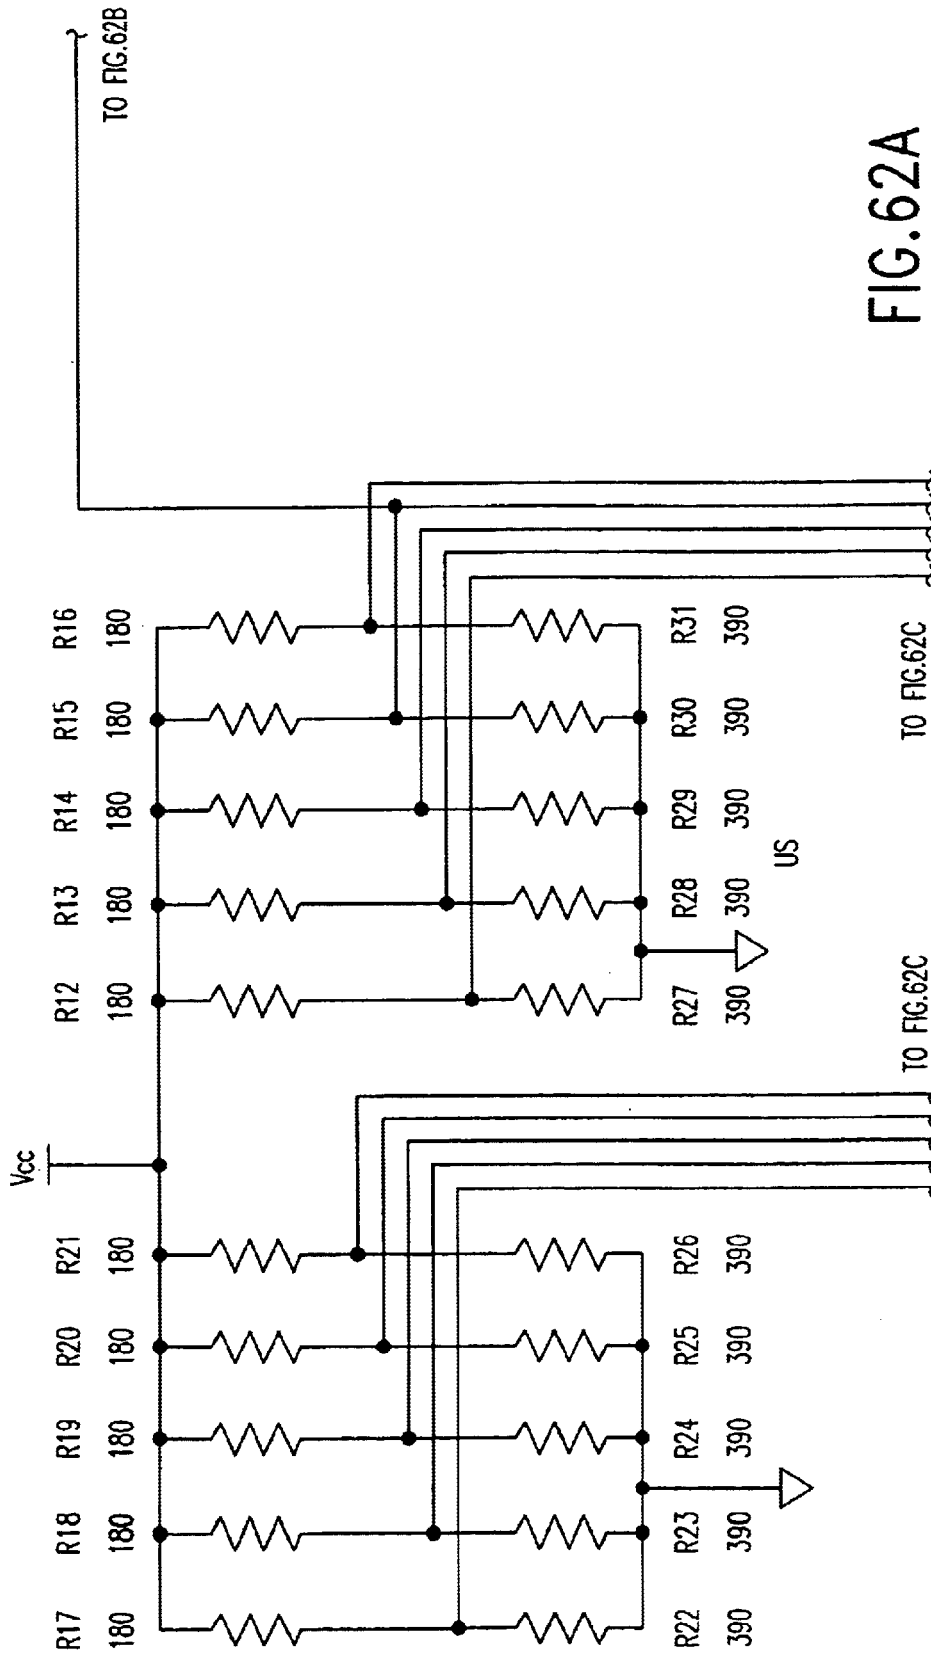 TO FIG.62B
R16
180
R15
180
R14
180
R13
180
R12
180
Vcc
R21
180
R20
180
R19
180
R18
180
R17
180
R31
390
R30
390
R29
390
R28
390
R27
390
US
R26
390
R25
390
R24
390
R23
390
R22
390
TO FIG.62C
TO FIG.62C
FIG.62A